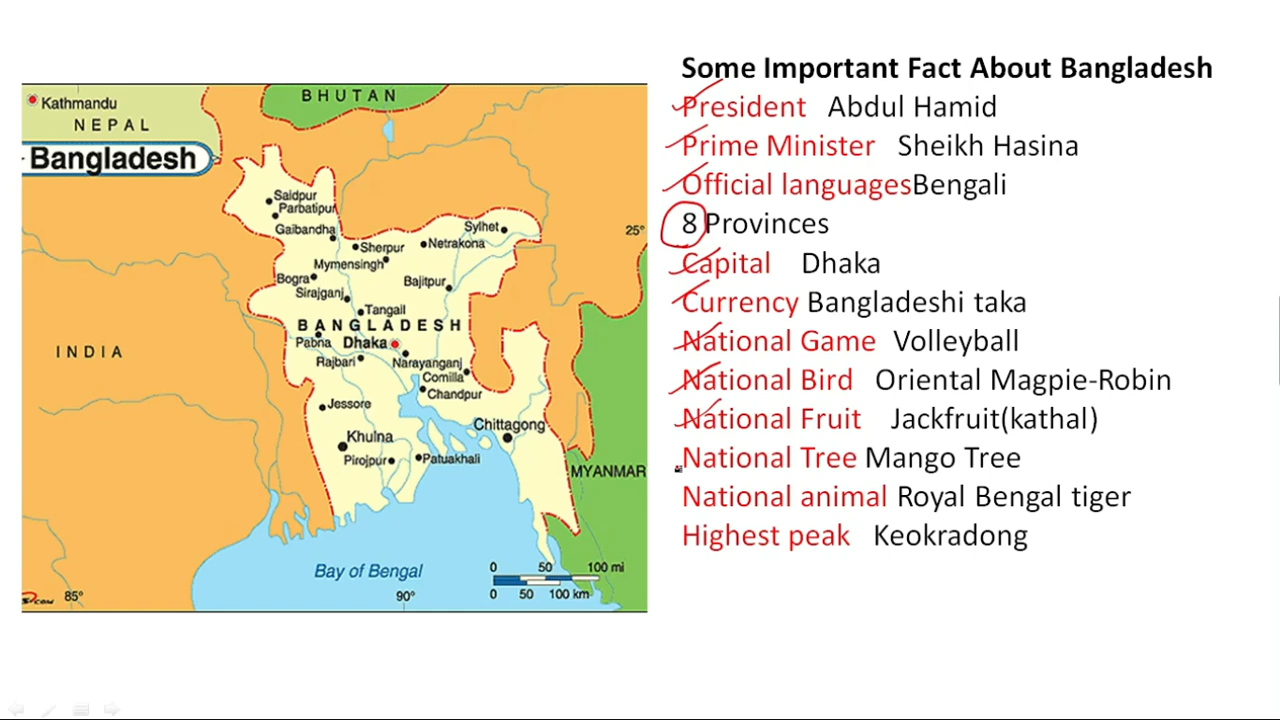 Kathmandu
NEPAL
BHUTAN
Bangladesh
Saidpur
Parbatipur
Gaibandha
Sylhet
25°
Sherpur
Netrakona
Mymensingh
Bogra
Bajitpur
Sirajganj
Tangail
BANGLADESH
Pabna
Dhaka
INDIA
Rajbari
Narayanganj
Comilla
Chandpur
Jessore
Chittagong
Khulna
Pirojpur
Patuakhali
MYANMAR
Bay of Bengal
0 50 100 mi
0 50 100 km
85°
90°
Some Important Fact About Bangladesh
President Abdul Hamid
Prime Minister Sheikh Hasina
Official languagesBengali
8 Provinces
Capital Dhaka
Currency Bangladeshi taka
National Game Volleyball
National Bird Oriental Magpie-Robin
National Fruit Jackfruit(kathal)
National Tree Mango Tree
National animal Royal Bengal tiger
Highest peak Keokradong